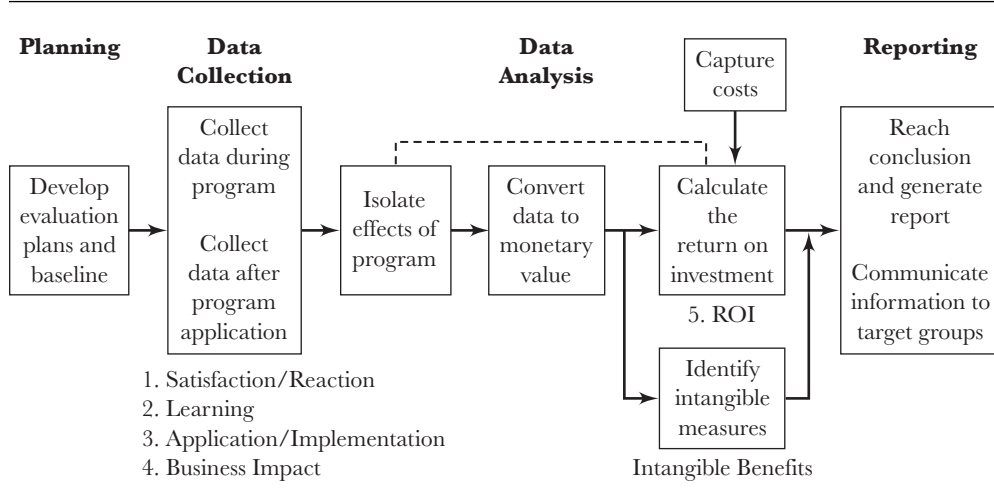 Planning
Data
Collection
Data
Analysis
Reporting
Develop
evaluation
plans and
baseline
Collect
data during
program
Collect
data after
program
application
1. Satisfaction/Reaction
2. Learning
3. Application/Implementation
4. Business Impact
Isolate
effects of
program
Convert
data to
monetary
value
Capture
costs
Calculate
the
return on
investment
5. ROI
Identify
intangible
measures
Intangible Benefits
Reach
conclusion
and generate
report
Communicate
information to
target groups